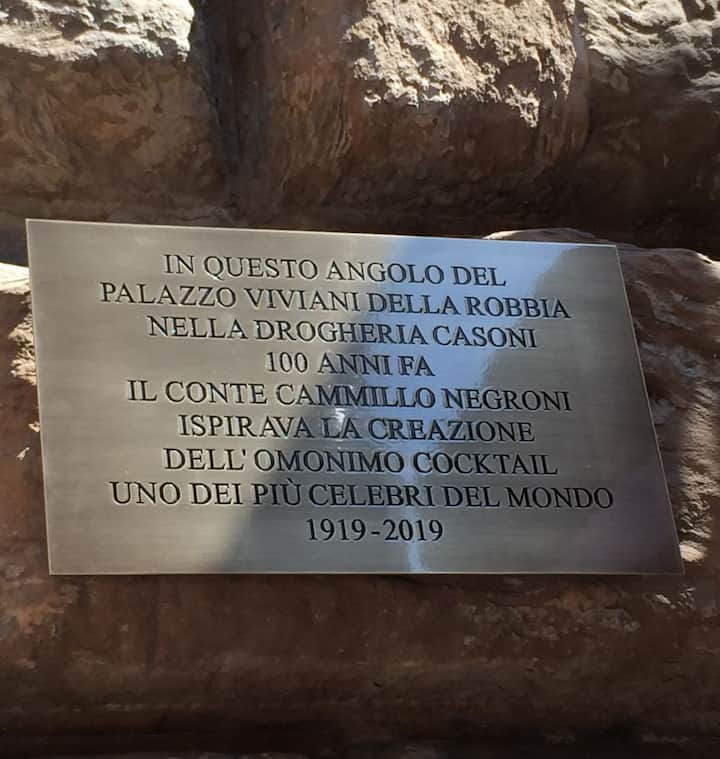 IN QUESTO ANGOLO DEL
PALAZZO VIVIANI DELLA ROBBIA
NELLA DROGHERIA CASONI
100 ANNI FA
IL CONTE CAMMILLO NEGRONI
ISPIRAVA LA CREAZIONE
DELL' OMONIMO COCKTAIL
UNO DEI PIÙ CELEBRI DEL MONDO
1919-2019